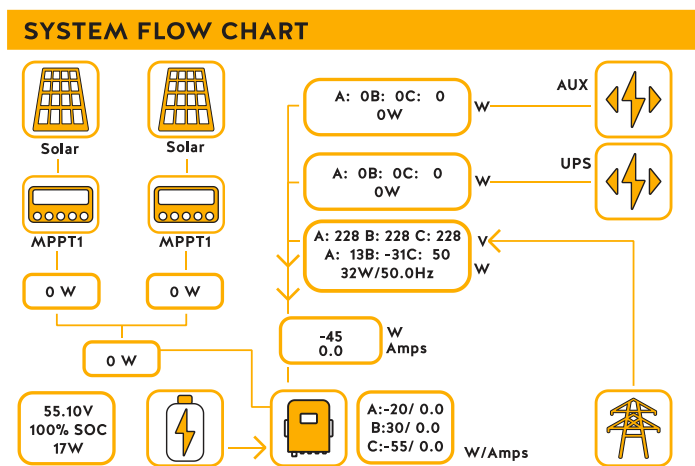 SYSTEM FLOW CHART
Solar
Solar
MPPT1
MPPT1
0 W
0 W
0 W
A: 0B: 0C: 0
0W
W
AUX
A: 0B: 0C: 0
0W
W
UPS
A: 228 B: 228 C: 228
V
A: 13B: -31C: 50
W
32W/50.0Hz
-45
W
0.0
Amps
55.10V
100% SOC
17W
A:-20/ 0.0
B:30/ 0.0
C:-55/ 0.0
W/Amps